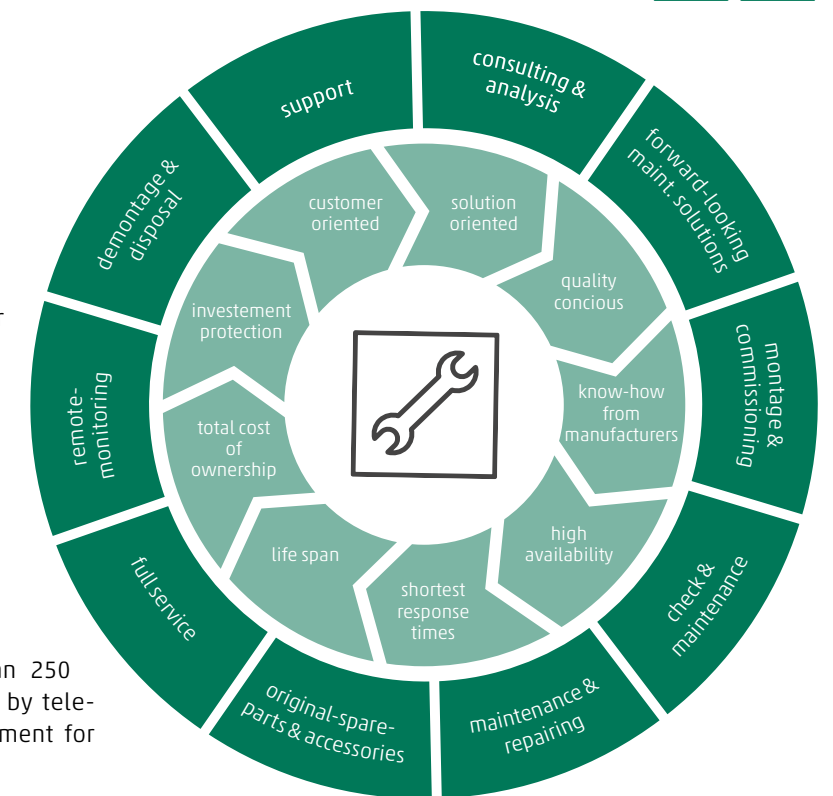 support
consulting &
analysis
forward-looking
maint. solutions
montage &
commissioning
check &
maintenance
maintenance &
repairing
original-spare-
parts & accessories
full service
remote-
monitoring
demontage &
disposal
customer
oriented
solution
oriented
quality
concious
know-how
from
manufacturers
high
availability
shortest
response
times
life span
total cost
of
ownership
investement
protection
-
an 250
by tele-
ment for